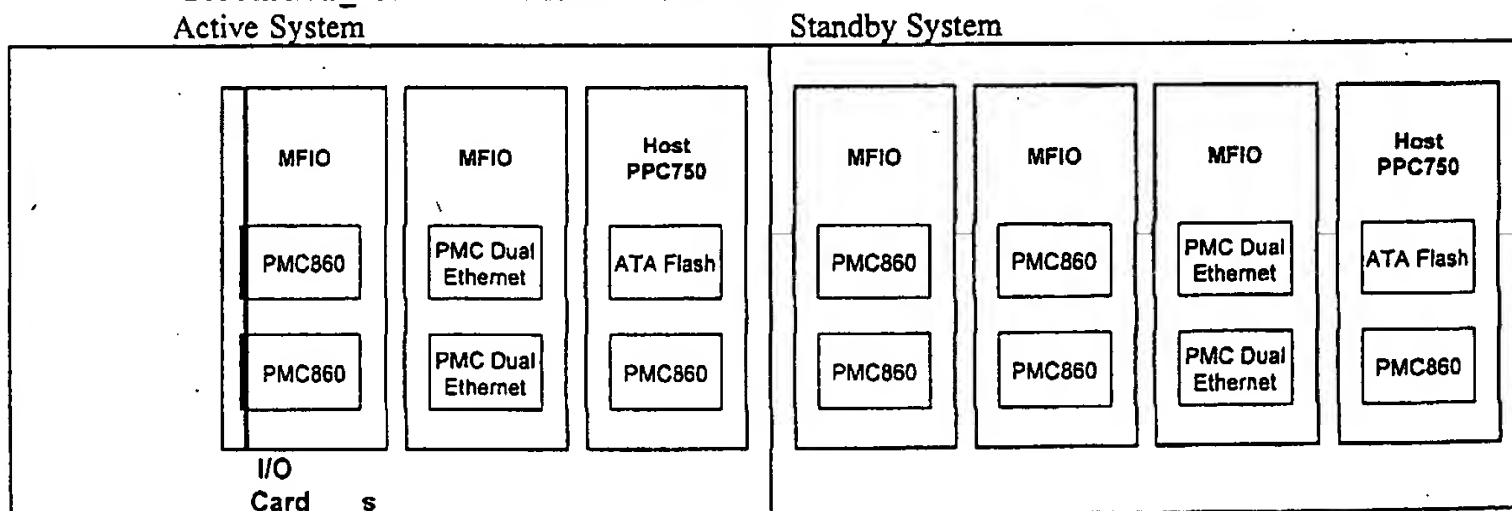 Active System
Standby System
MFIO
PMC860
PMC860
MFIO
PMC Dual
Ethernet
PMC Dual
Ethernet
Host
PPC750
ATA Flash
PMC860
I/O
Card s
MFIO
PMC860
PMC860
MFIO
PMC860
PMC860
MFIO
PMC Dual
Ethernet
PMC Dual
Ethernet
Host
PPC750
ATA Flash
PMC860